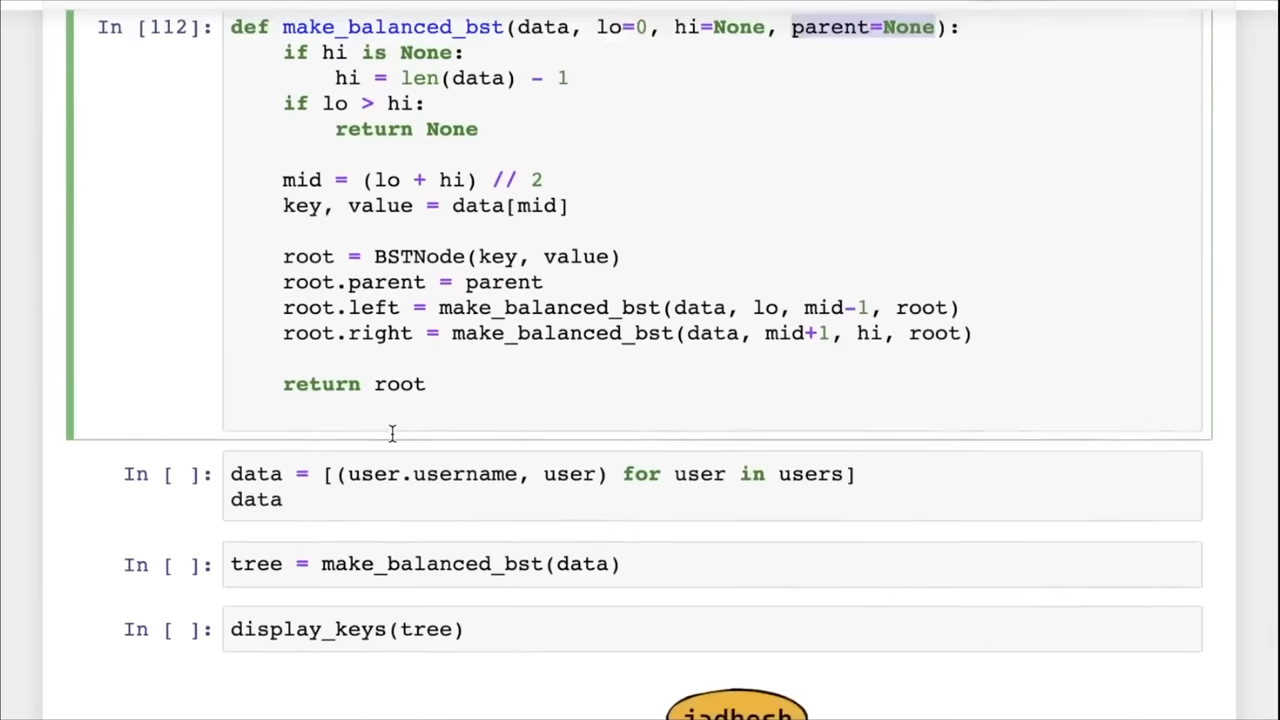 In [112]: def make_balanced_bst(data, lo=0, hi=None, parent=None):
if hi is None:
hi = len(data) - 1
if lo > hi:
return None
mid = (lo + hi) // 2
key, value = data[mid]
root = BSTNode(key, value)
root.parent = parent
root.left = make_balanced_bst(data, lo, mid-1, root)
root.right = make_balanced_bst(data, mid+1, hi, root)
return root
In [ ]: data = [(user.username, user) for user in users]
data
In [ ]: tree = make_balanced_bst(data)
In [ ]: display_keys(tree)
jadhesh